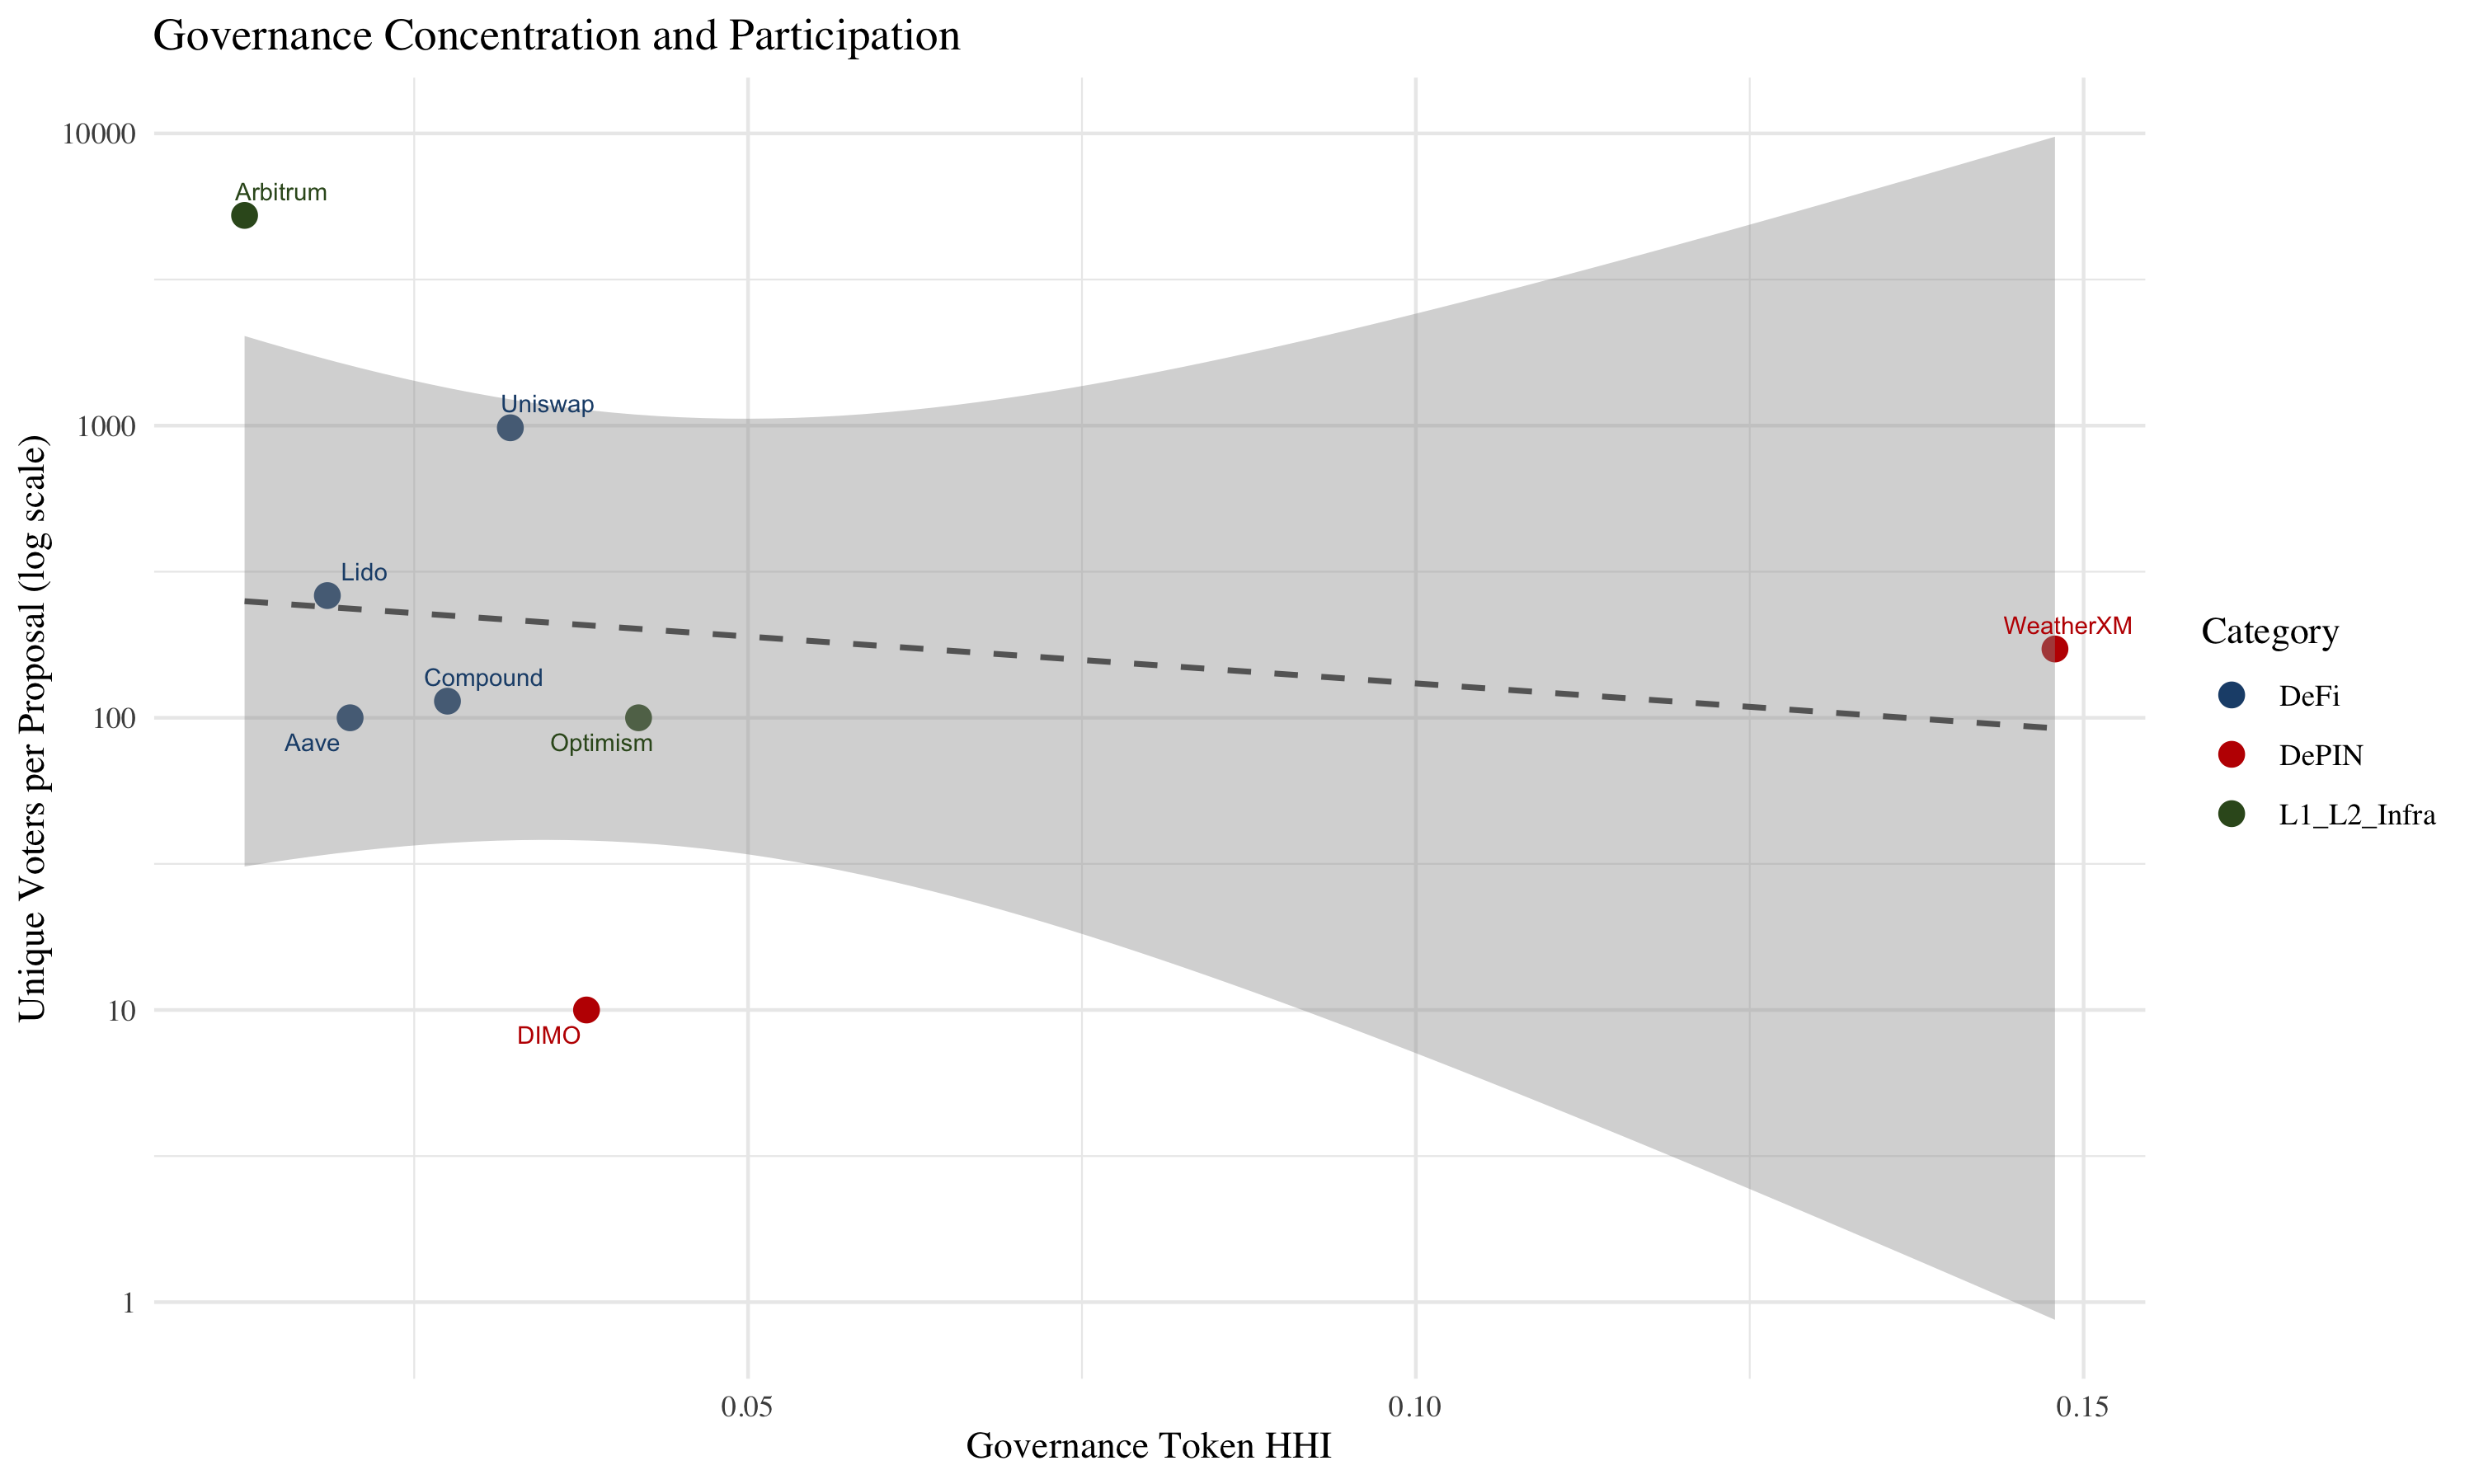 Governance Concentration and Participation
Unique Voters per Proposal (log scale)
10000
1000
100
10
1
Arbitrum
Uniswap
Lido
WeatherXM
Compound
Aave
Optimism
DIMO
0.05
0.10
0.15
Governance Token HHI
Category
DeFi
DePIN
L1_L2_Infra